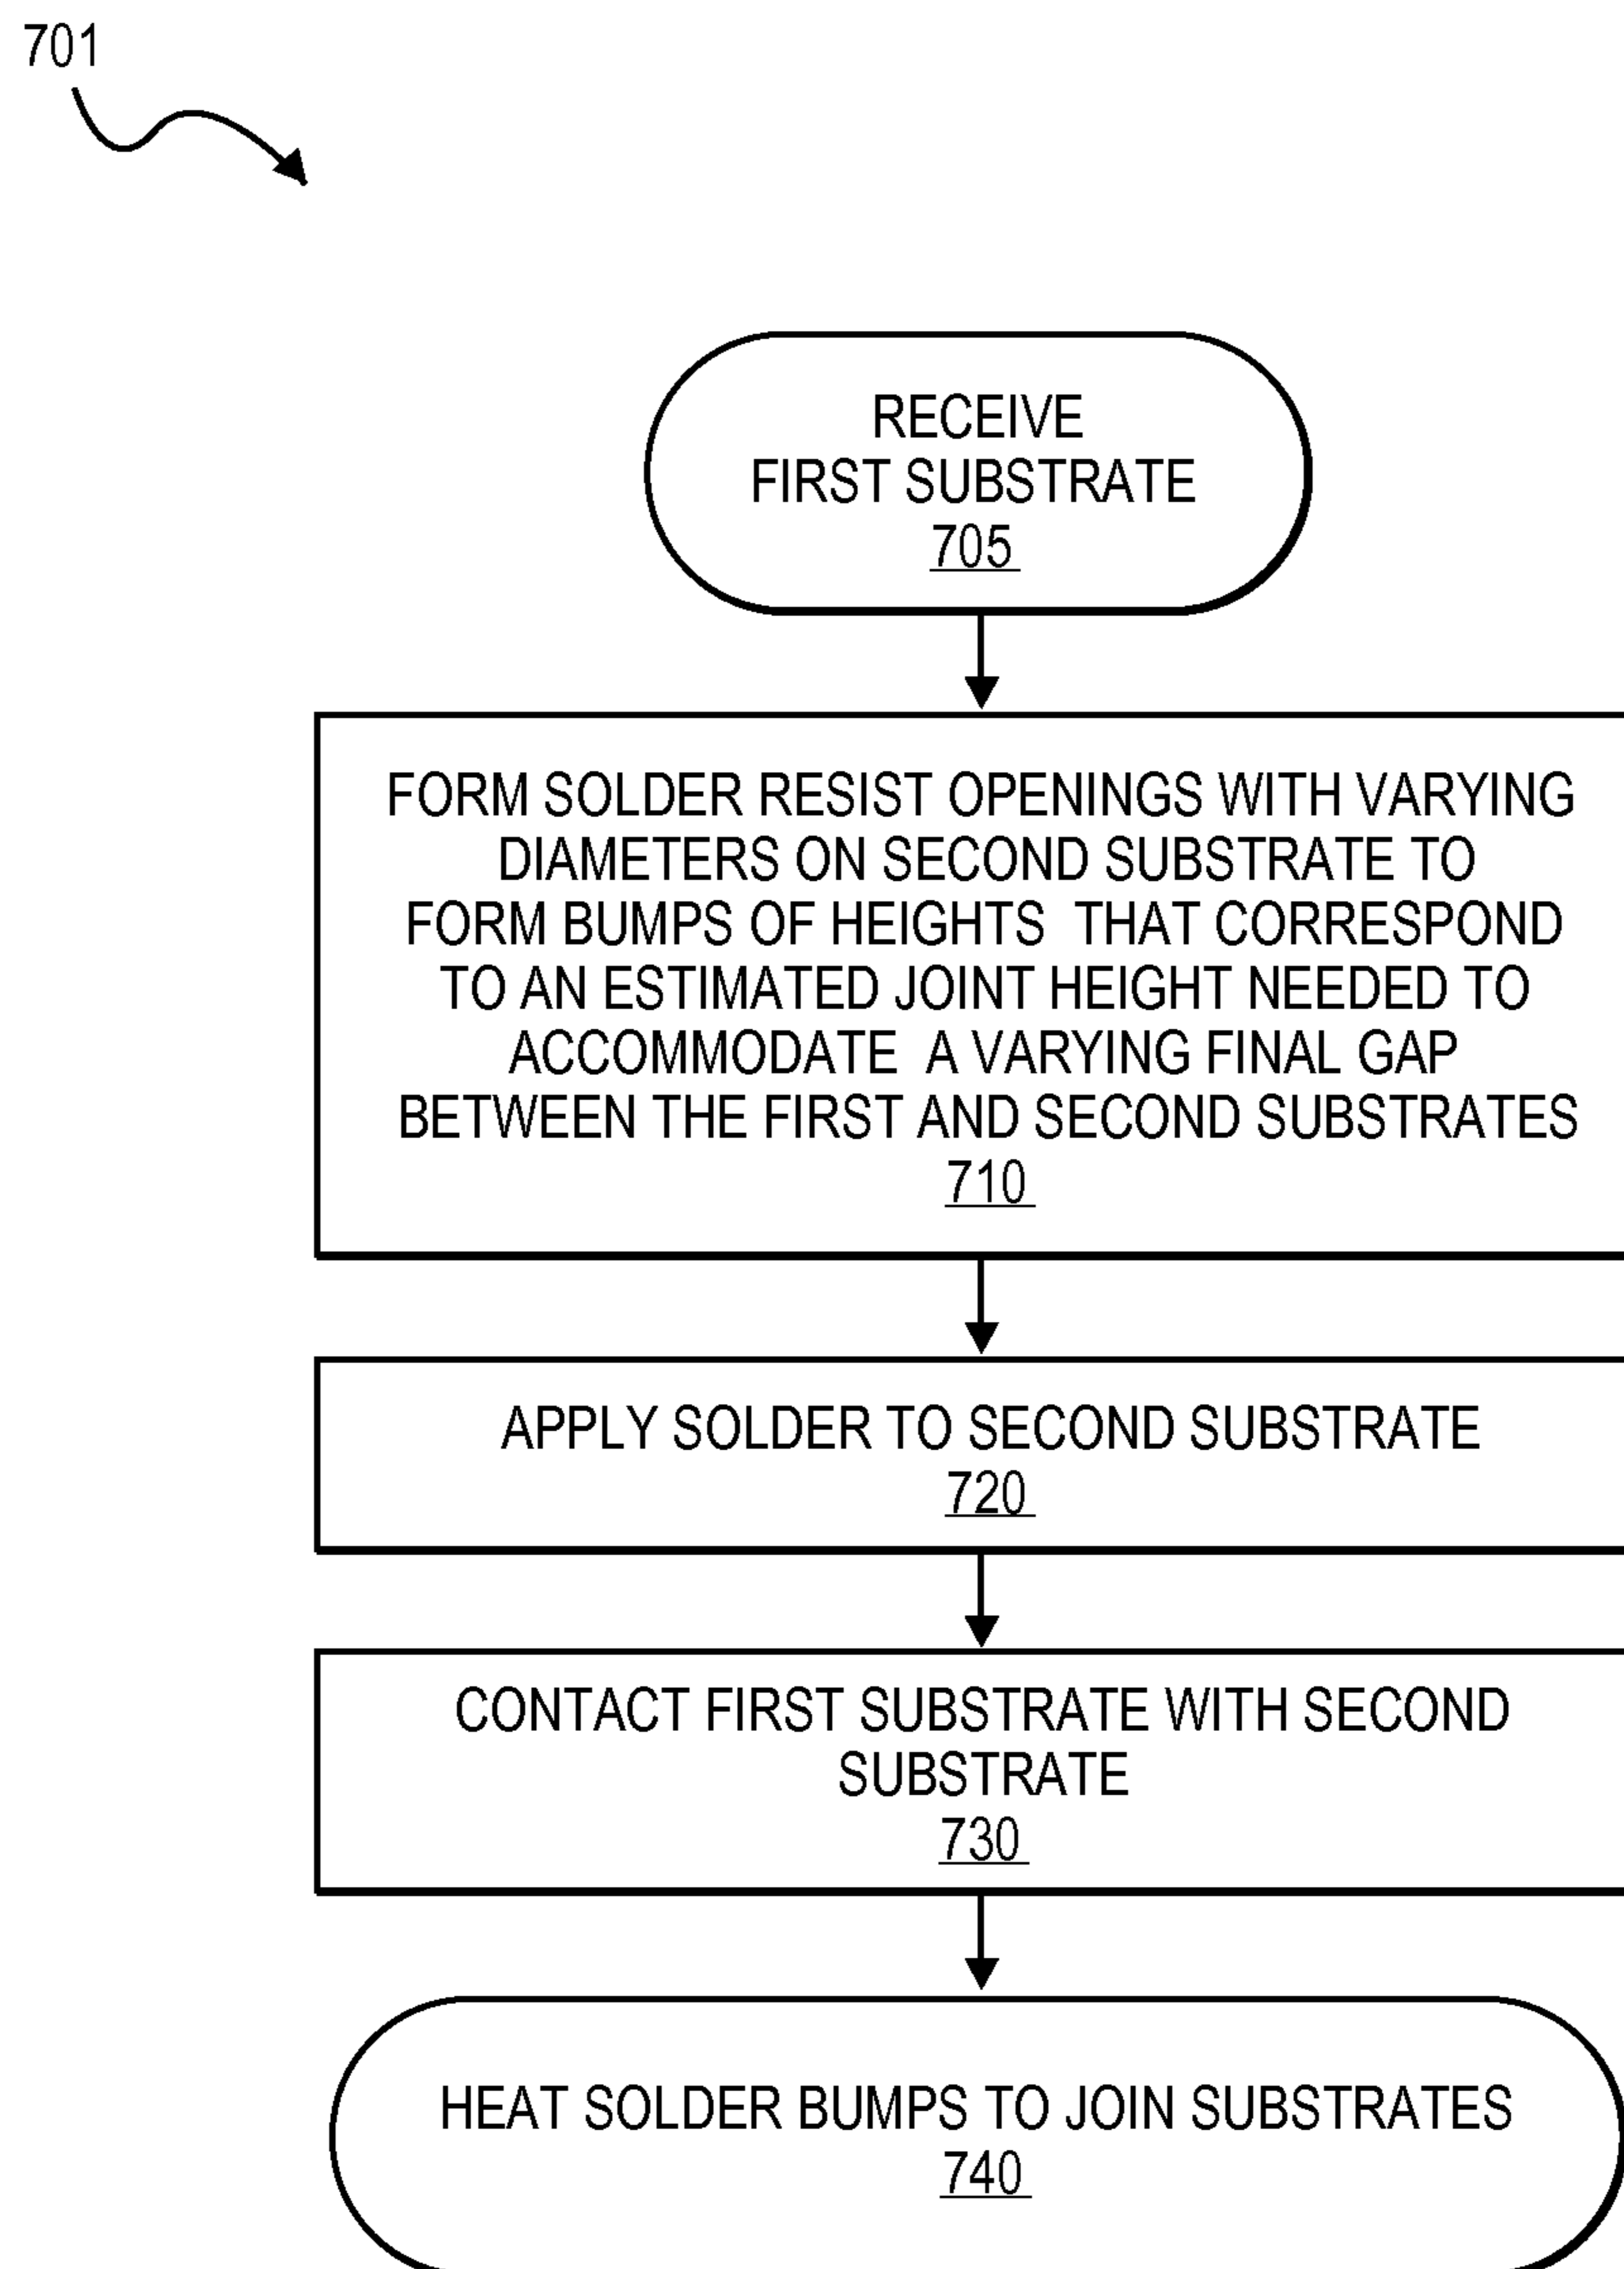 701
RECEIVE
FIRST SUBSTRATE
705
FORM SOLDER RESIST OPENINGS WITH VARYING
DIAMETERS ON SECOND SUBSTRATE TO
FORM BUMPS OF HEIGHTS THAT CORRESPOND
TO AN ESTIMATED JOINT HEIGHT NEEDED TO
ACCOMMODATE A VARYING FINAL GAP
BETWEEN THE FIRST AND SECOND SUBSTRATES
710
APPLY SOLDER TO SECOND SUBSTRATE
720
CONTACT FIRST SUBSTRATE WITH SECOND
SUBSTRATE
730
HEAT SOLDER BUMPS TO JOIN SUBSTRATES
740